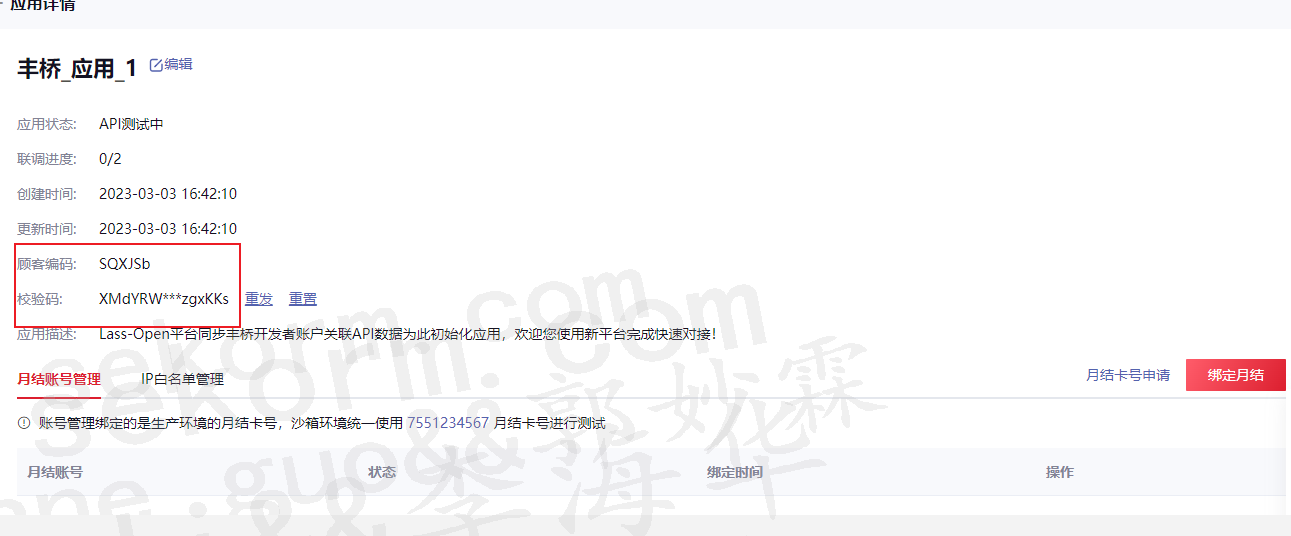 应用详情
丰桥_应用_1 编辑
应用状态: API测试中
联调进度: 0/2
创建时间: 2023-03-03 16:42:10
更新时间: 2023-03-03 16:42:10
顾客编码: SQXJSb
校验码: XMdYRW***zgxKKs 重发 重置
应用描述: Lass-Open平台同步丰桥开发者账户关联API数据为此初始化应用，欢迎您使用新平台完成快速对接！
月结账号管理 IP白名单管理 月结卡号申请 绑定月结
账号管理绑定的是生产环境的月结卡号，沙箱环境统一使用 7551234567 月结卡号进行测试
月结账号 状态 绑定时间 操作
sekorm.com
sekorm.com
guo&&郭妙霖
&&李海华